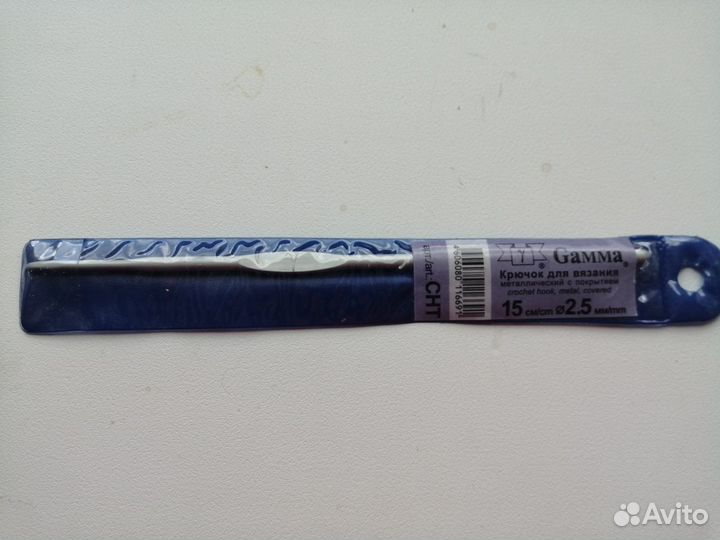 Gamma
Крючок для вязания
металлический с покрытием
crochet hook, metal, covered
15 см/cm ⌀2.5 мм/mm
арт./art. CHT
Avito